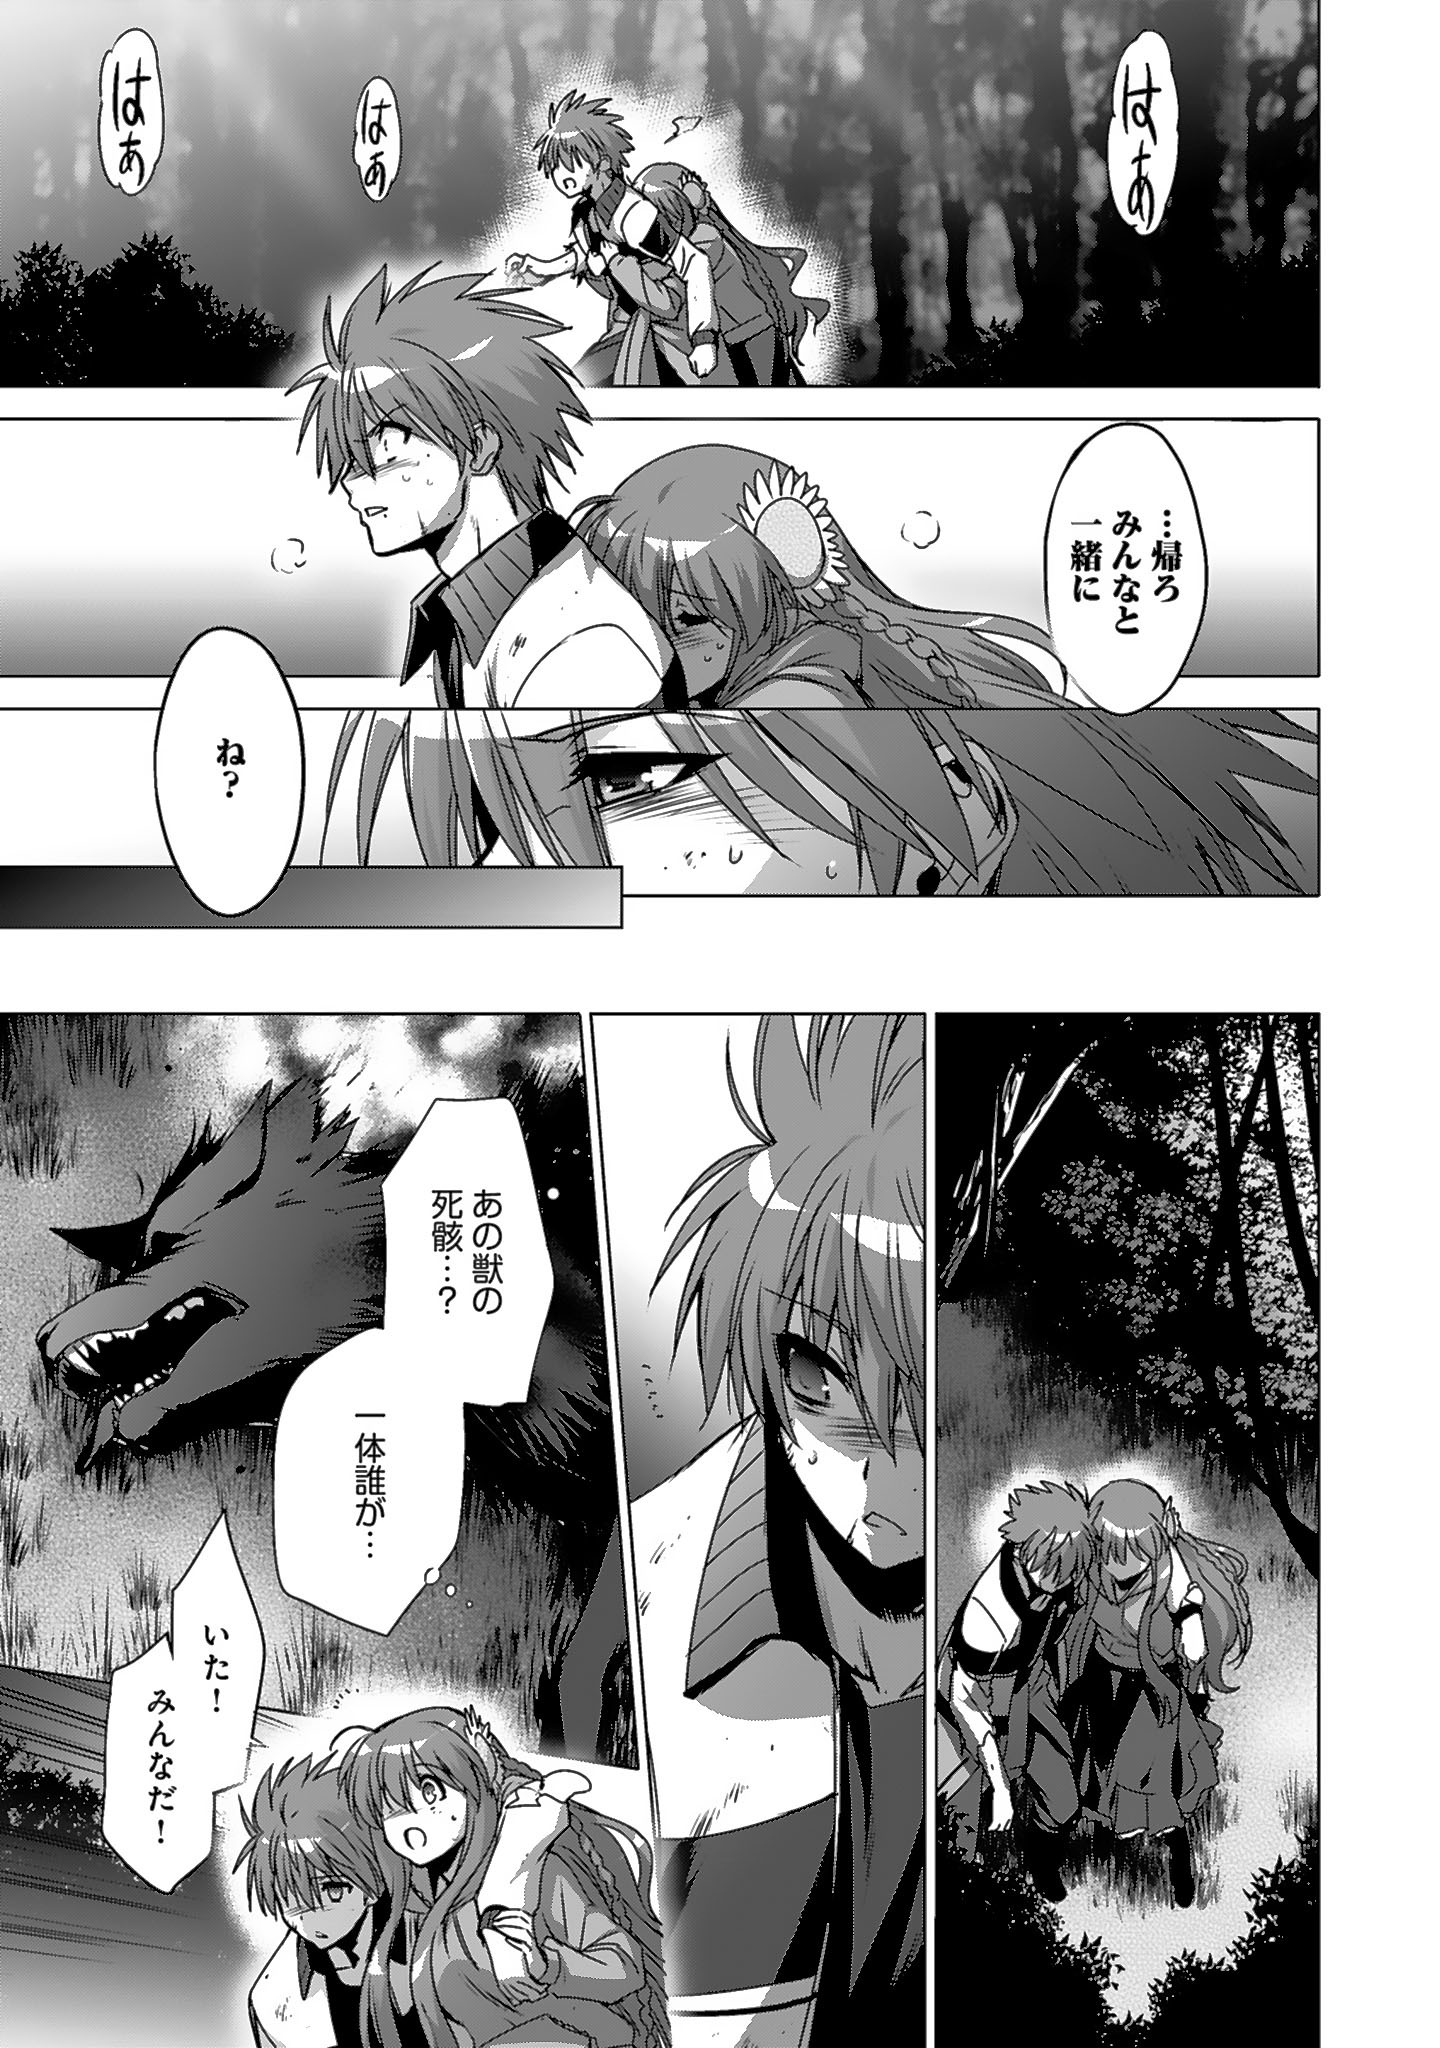 はぁ
はぁ
はぁ
…帰ろ
みんなと
一緒に
ね？
あの獣の
死骸…？
一体誰が…
いた！
みんなだ！